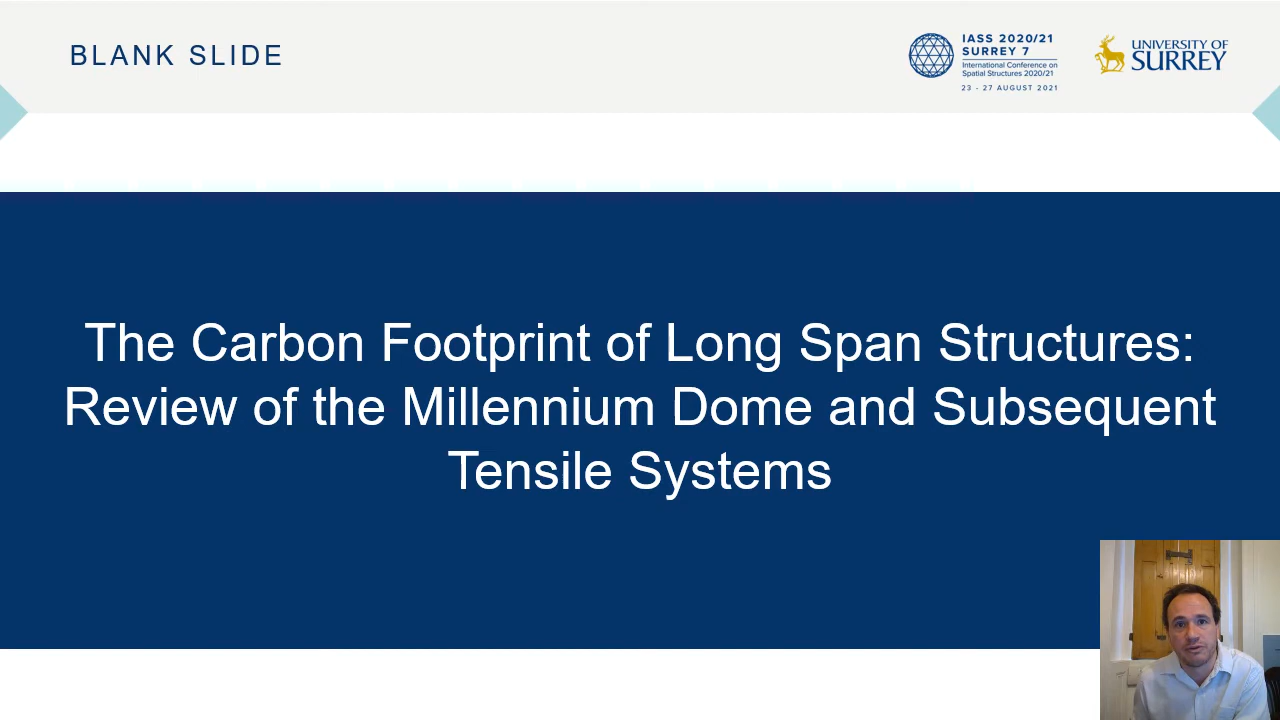 BLANK SLIDE
IASS 2020/21
SURREY 7
International Conference on
Spatial Structures 2020/21
23 - 27 AUGUST 2021
UNIVERSITY OF
SURREY
The Carbon Footprint of Long Span Structures:
Review of the Millennium Dome and Subsequent
Tensile Systems